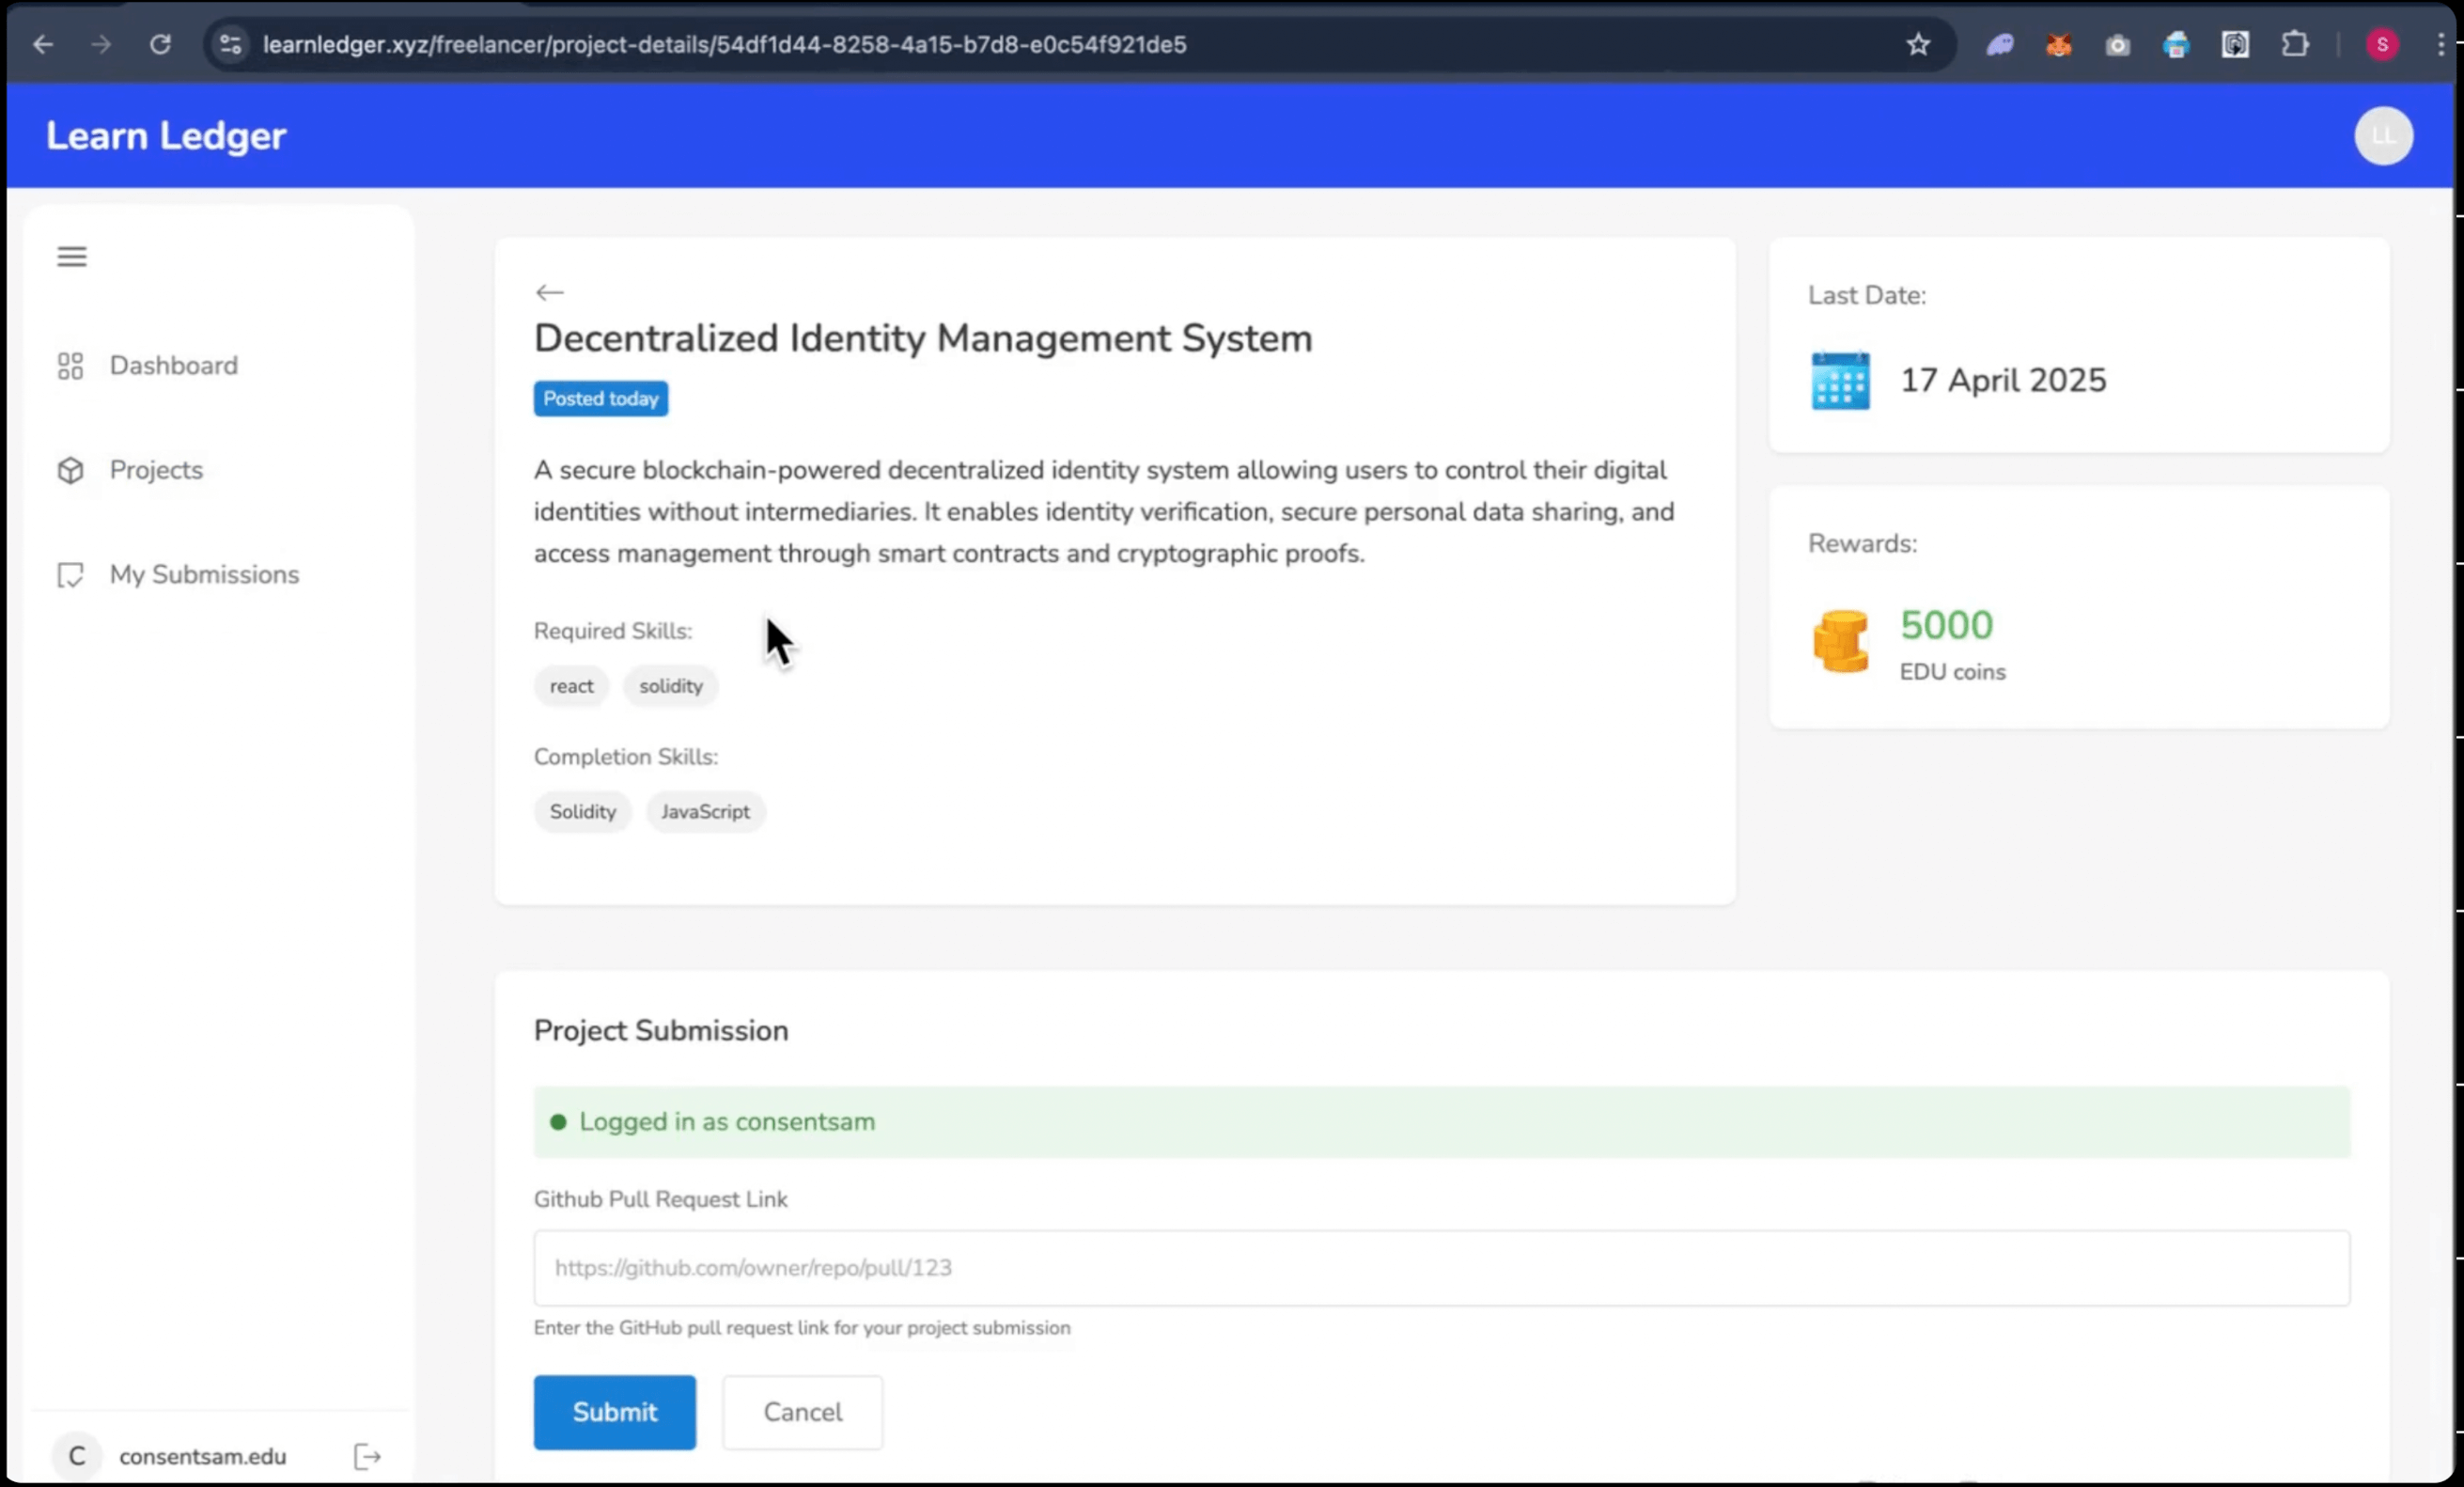 learnledger.xyz/freelancer/project-details/54df1d44-8258-4a15-b7d8-e0c54f921de5
S
Learn Ledger
LL
Dashboard
Projects
My Submissions
Decentralized Identity Management System
Posted today
A secure blockchain-powered decentralized identity system allowing users to control their digital
identities without intermediaries. It enables identity verification, secure personal data sharing, and
access management through smart contracts and cryptographic proofs.
Required Skills:
react solidity
Completion Skills:
Solidity JavaScript
Last Date:
17 April 2025
Rewards:
5000
EDU coins
Project Submission
Logged in as consentsam
Github Pull Request Link
https://github.com/owner/repo/pull/123
Enter the GitHub pull request link for your project submission
Submit Cancel
C consentsam.edu